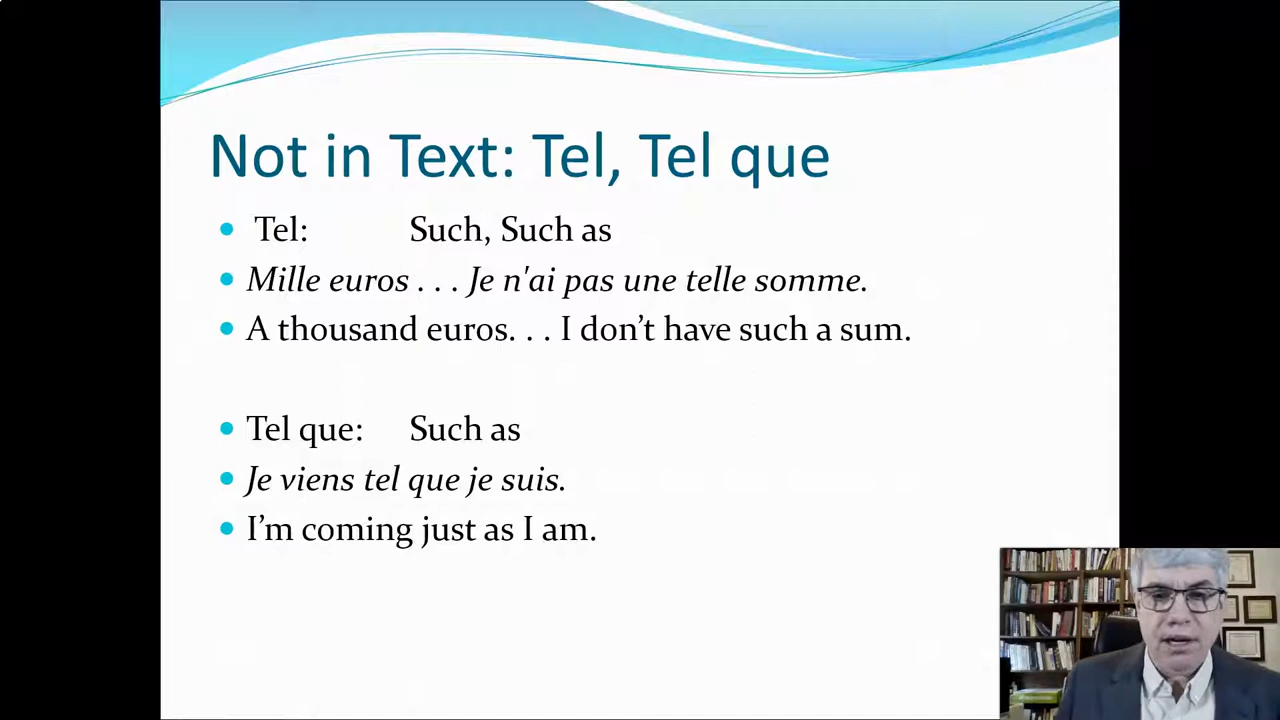 Not in Text: Tel, Tel que
Tel: Such, Such as
Mille euros . . . Je n'ai pas une telle somme.
A thousand euros. . . I don’t have such a sum.
Tel que: Such as
Je viens tel que je suis.
I’m coming just as I am.